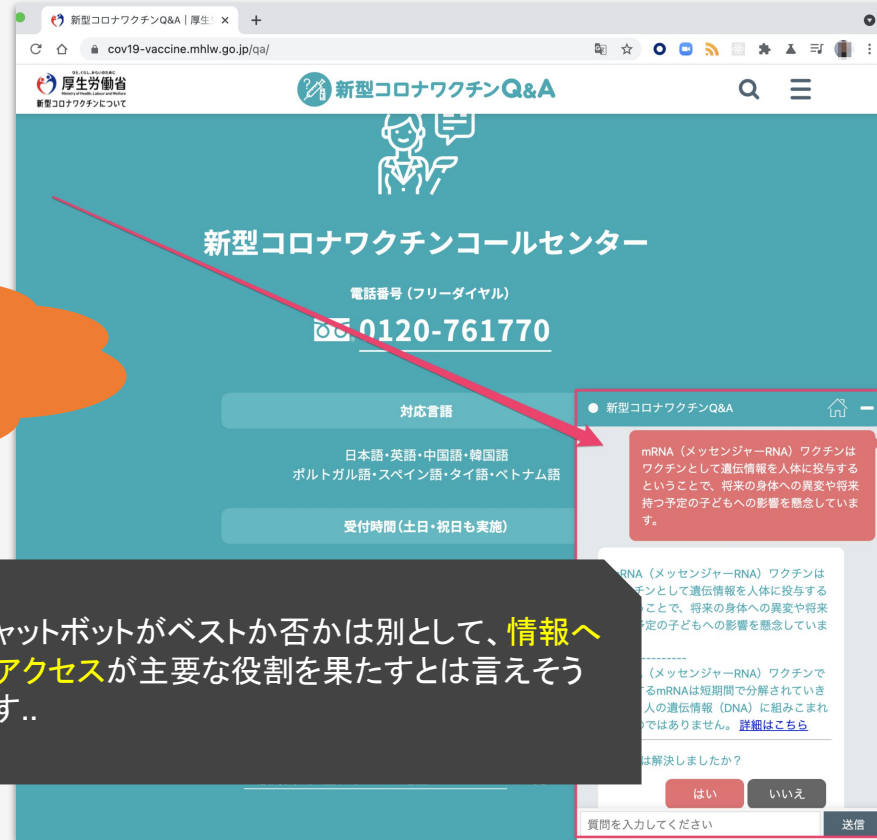 新型コロナワクチンQ&A | 厚生
cov19-vaccine.mhlw.go.jp/qa/
ひと、くらし、みらいのために
厚生労働省
Ministry of Health, Labour and Welfare
新型コロナワクチンについて
新型コロナワクチンQ&A
新型コロナワクチンコールセンター
電話番号（フリーダイヤル）
0120-761770
対応言語
日本語・英語・中国語・韓国語
ポルトガル語・スペイン語・タイ語・ベトナム語
受付時間（土日・祝日も実施）
新型コロナワクチンQ&A
mRNA（メッセンジャーRNA）ワクチンは
ワクチンとして遺伝情報を人体に投与する
ということで、将来の身体への異変や将来
持つ予定の子どもへの影響を懸念していま
す。
RNA（メッセンジャーRNA）ワクチンは
チンとして遺伝情報を人体に投与する
ことで、将来の身体への異変や将来
定の子どもへの影響を懸念していま
----------
（メッセンジャーRNA）ワクチンで
するmRNAは短期間で分解されていき
人の遺伝情報（DNA）に組みこまれ
のではありません。 詳細はこちら
は解決しましたか？
はい いいえ
質問を入力してください 送信
ャットボットがベストか否かは別として、情報へ
アクセスが主要な役割を果たすとは言えそう
す..